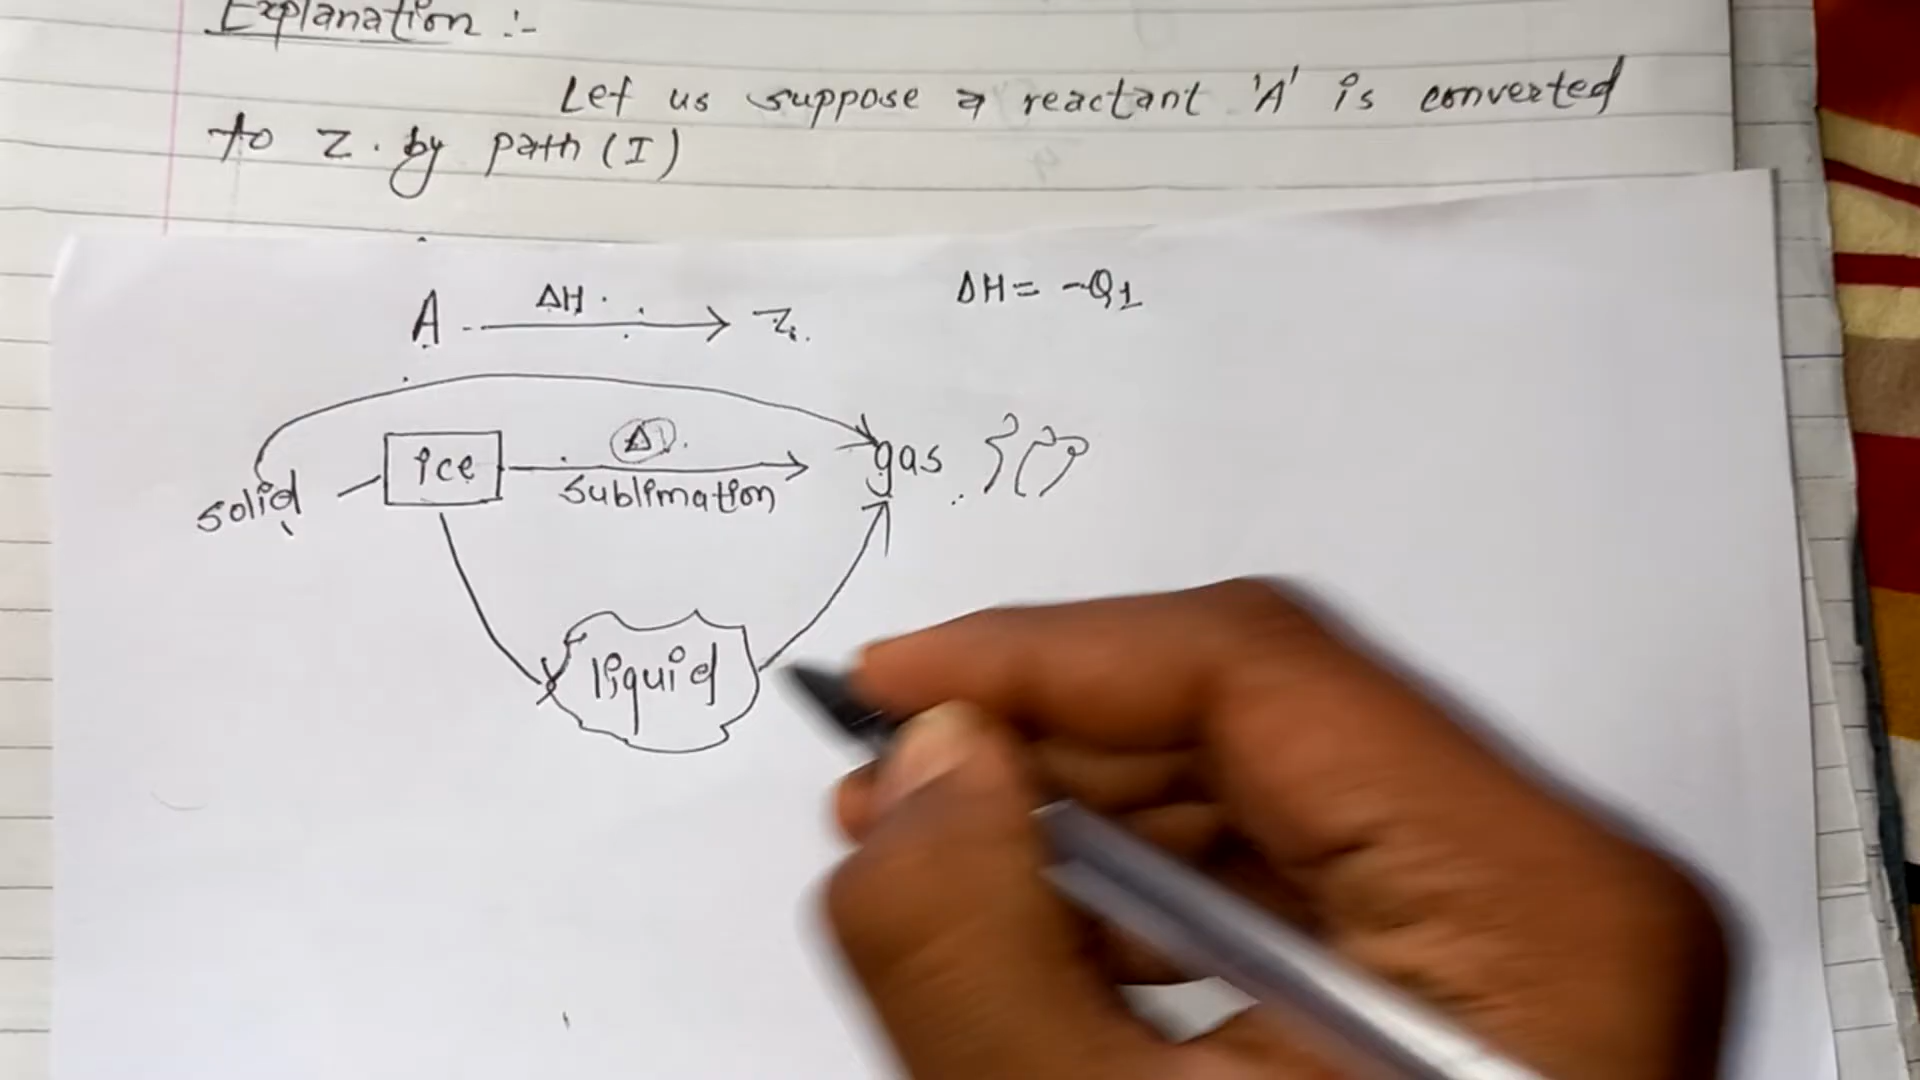 Explanation :-
Let us suppose a reactant 'A' is converted
to Z. by path (I)
ΔH
A → Z.
ΔH = -Q1
solid
ice
Δ
sublimation
gas
liquid